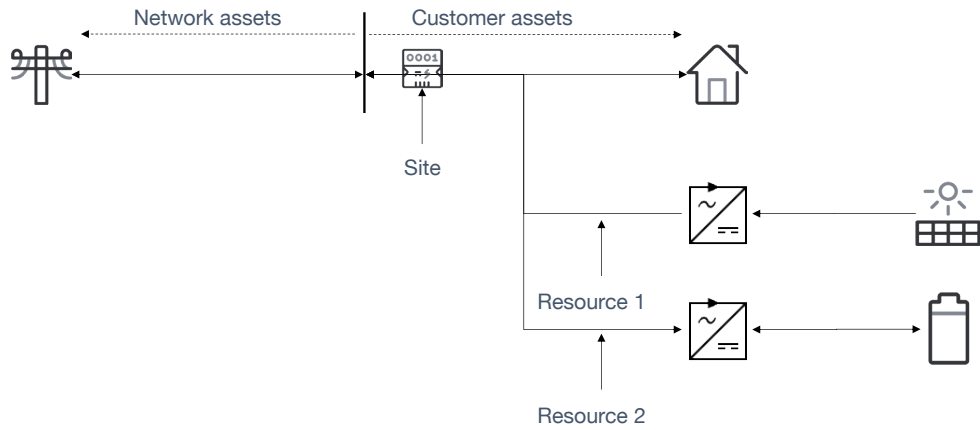 Network assets
Customer assets
0001
Site
Resource 1
Resource 2